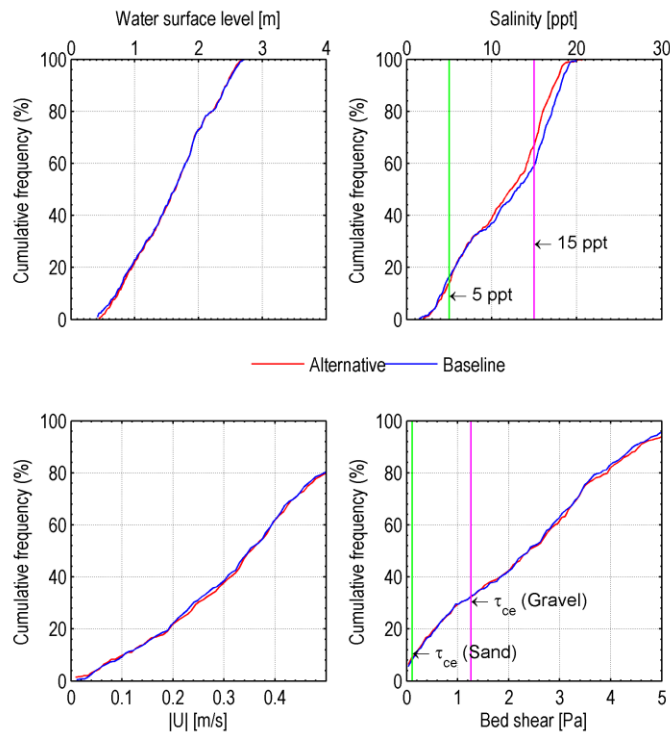 Water surface level [m]
0 1 2 3 4
Cumulative frequency (%)
100
80
60
40
20
0
Salinity [ppt]
0 10 20 30
Cumulative frequency (%)
100
80
60
40
20
0
← 15 ppt
← 5 ppt
Alternative
Baseline
Cumulative frequency (%)
100
80
60
40
20
0
0 0.1 0.2 0.3 0.4
|U| [m/s]
Cumulative frequency (%)
100
80
60
40
20
0
← τce (Gravel)
← τce (Sand)
0 1 2 3 4 5
Bed shear [Pa]